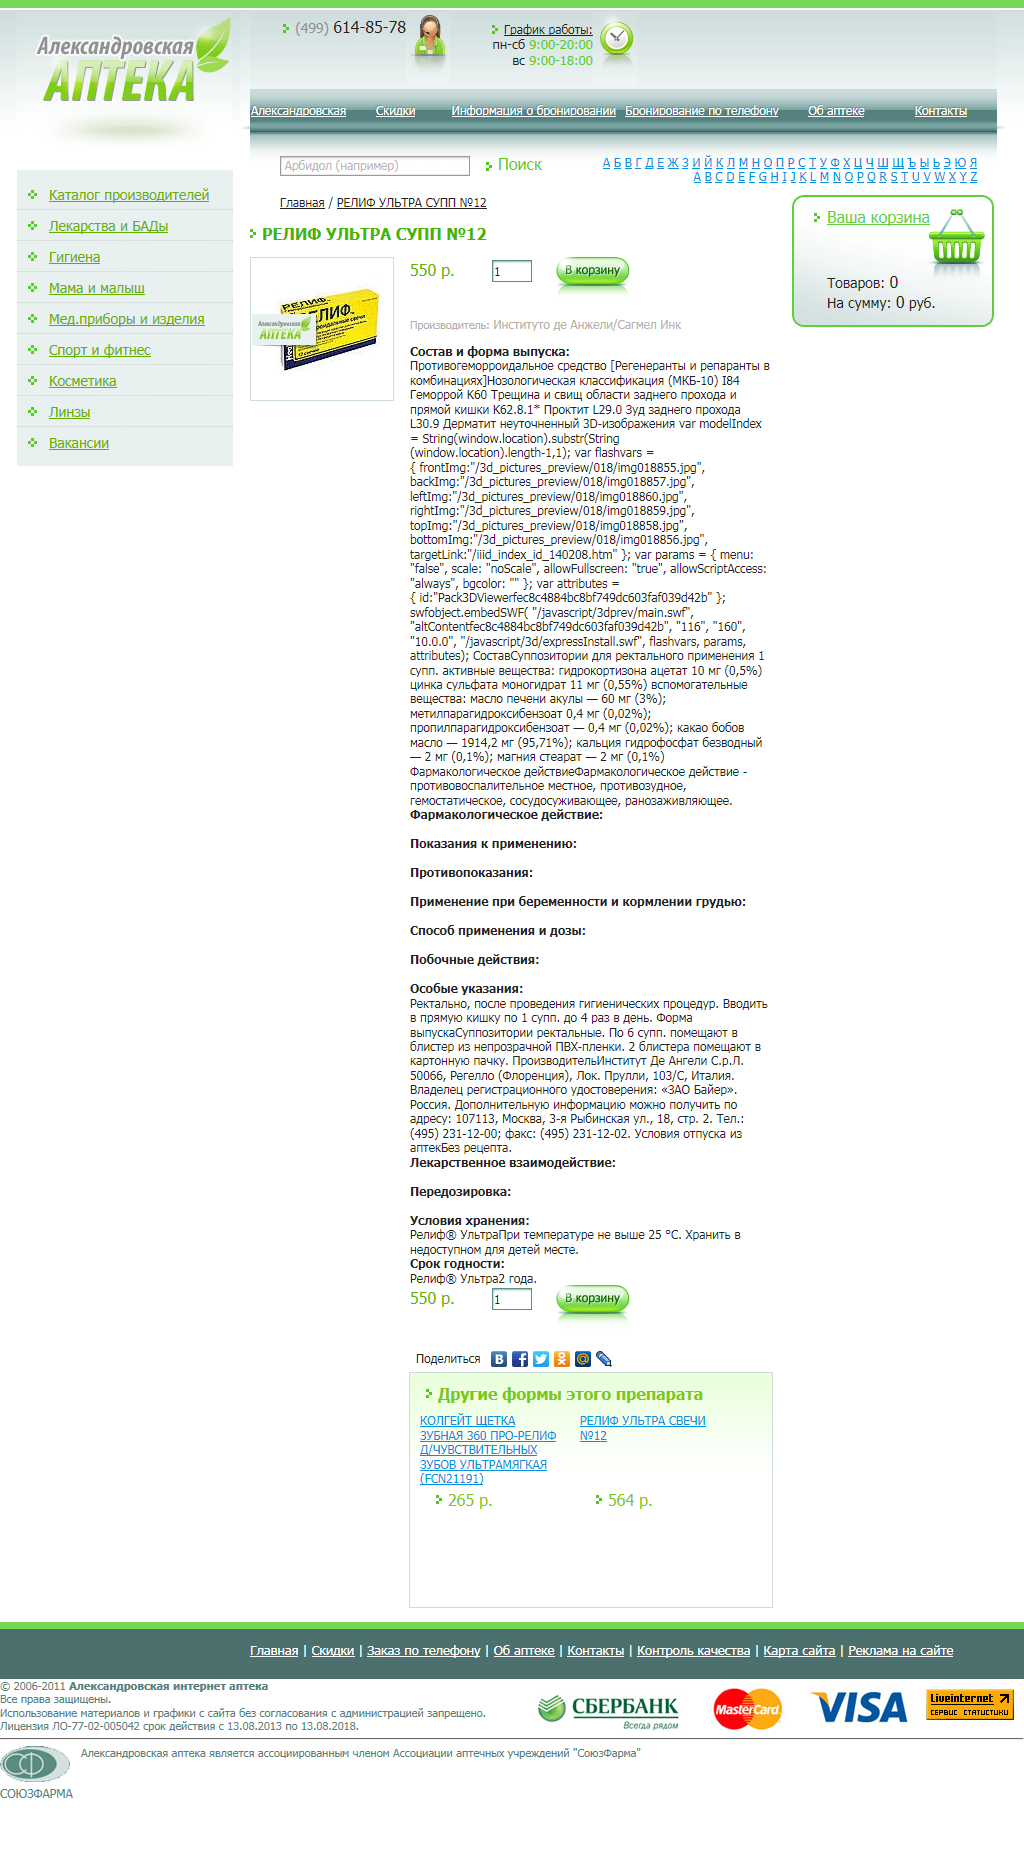 Александровская
АПТЕКА
(499) 614-85-78
График работы:
пн-сб 9:00-20:00
вс 9:00-18:00
Александровская Скидки Информация о бронировании Бронирование по телефону Об аптеке Контакты
Арбидол (например) Поиск
А Б В Г Д Е Ж З И Й К Л М Н О П Р С Т У Ф Х Ц Ч Ш Щ Ъ Ы Ь Э Ю Я
A B C D E F G H I J K L M N O P Q R S T U V W X Y Z
Каталог производителей
Лекарства и БАДы
Гигиена
Мама и малыш
Мед.приборы и изделия
Спорт и фитнес
Косметика
Линзы
Вакансии
Главная / РЕЛИФ УЛЬТРА СУПП №12
РЕЛИФ УЛЬТРА СУПП №12
Ваша корзина
Товаров: 0
На сумму: 0 руб.
550 р. 1 В корзину
РЕЛИФ
Александровская
АПТЕКА
Производитель: Институто де Анжели/Сагмел Инк
Состав и форма выпуска:
Противогеморроидальное средство [Регенеранты и репаранты в
комбинациях]Нозологическая классификация (МКБ-10) I84
Геморрой K60 Трещина и свищ области заднего прохода и
прямой кишки K62.8.1* Проктит L29.0 Зуд заднего прохода
L30.9 Дерматит неуточненный 3D-изображения var modelIndex
= String(window.location).substr(String
(window.location).length-1,1); var flashvars =
{ frontImg:"/3d_pictures_preview/018/img018855.jpg",
backImg:"/3d_pictures_preview/018/img018857.jpg",
leftImg:"/3d_pictures_preview/018/img018860.jpg",
rightImg:"/3d_pictures_preview/018/img018859.jpg",
topImg:"/3d_pictures_preview/018/img018858.jpg",
bottomImg:"/3d_pictures_preview/018/img018856.jpg",
targetLink:"/iiid_index_id_140208.htm" }; var params = { menu:
"false", scale: "noScale", allowFullscreen: "true", allowScriptAccess:
"always", bgcolor: "" }; var attributes =
{ id:"Pack3DViewerfec8c4884bc8bf749dc603faf039d42b" };
swfobject.embedSWF( "/javascript/3dprev/main.swf",
"altContentfec8c4884bc8bf749dc603faf039d42b", "116", "160",
"10.0.0", "/javascript/3d/expressInstall.swf", flashvars, params,
attributes); СоставСуппозитории для ректального применения 1
супп. активные вещества: гидрокортизона ацетат 10 мг (0,5%)
цинка сульфата моногидрат 11 мг (0,55%) вспомогательные
вещества: масло печени акулы — 60 мг (3%);
метилпарагидроксибензоат 0,4 мг (0,02%);
пропилпарагидроксибензоат — 0,4 мг (0,02%); какао бобов
масло — 1914,2 мг (95,71%); кальция гидрофосфат безводный
— 2 мг (0,1%); магния стеарат — 2 мг (0,1%)
Фармакологическое действиеФармакологическое действие -
противовоспалительное местное, противозудное,
гемостатическое, сосудосуживающее, ранозаживляющее.
Фармакологическое действие:
Показания к применению:
Противопоказания:
Применение при беременности и кормлении грудью:
Способ применения и дозы:
Побочные действия:
Особые указания:
Ректально, после проведения гигиенических процедур. Вводить
в прямую кишку по 1 супп. до 4 раз в день. Форма
выпускаСуппозитории ректальные. По 6 супп. помещают в
блистер из непрозрачной ПВХ-пленки. 2 блистера помещают в
картонную пачку. ПроизводительИнститут Де Ангели С.р.Л.
50066, Регелло (Флоренция), Лок. Прулли, 103/С, Италия.
Владелец регистрационного удостоверения: «ЗАО Байер».
Россия. Дополнительную информацию можно получить по
адресу: 107113, Москва, 3-я Рыбинская ул., 18, стр. 2. Тел.:
(495) 231-12-00; факс: (495) 231-12-02. Условия отпуска из
аптекБез рецепта.
Лекарственное взаимодействие:
Передозировка:
Условия хранения:
Релиф® УльтраПри температуре не выше 25 °C. Хранить в
недоступном для детей месте.
Срок годности:
Релиф® Ультра2 года.
550 р. 1 В корзину
Поделиться
Другие формы этого препарата
КОЛГЕЙТ ЩЕТКА
ЗУБНАЯ 360 ПРО-РЕЛИФ
Д/ЧУВСТВИТЕЛЬНЫХ
ЗУБОВ УЛЬТРАМЯГКАЯ
(FCN21191)
265 р.
РЕЛИФ УЛЬТРА СВЕЧИ
№12
564 р.
Главная | Скидки | Заказ по телефону | Об аптеке | Контакты | Контроль качества | Карта сайта | Реклама на сайте
© 2006-2011 Александровская интернет аптека
Все права защищены.
Использование материалов и графики с сайта без согласования с администрацией запрещено.
Лицензия ЛО-77-02-005042 срок действия с 13.08.2013 по 13.08.2018.
СБЕРБАНК
Всегда рядом
MasterCard
VISA
Liveinternet
СЕРВИС СТАТИСТИКИ
Александровская аптека является ассоциированным членом Ассоциации аптечных учреждений "СоюзФарма"
СОЮЗФАРМА